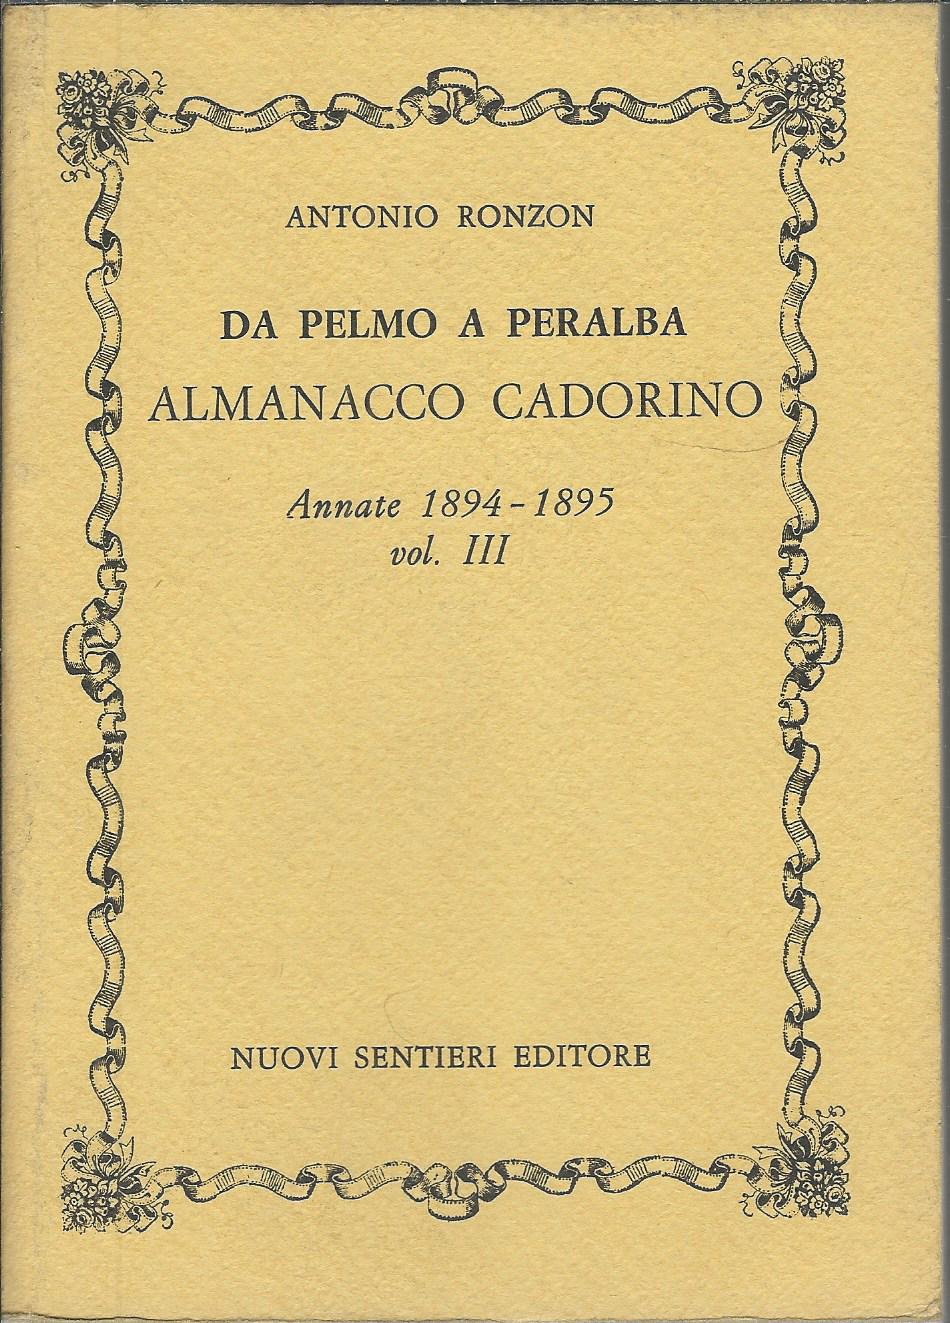 ANTONIO RONZON
DA PELMO A PERALBA
ALMANACCO CADORINO
Annate 1894-1895
vol. III
NUOVI SENTIERI EDITORE